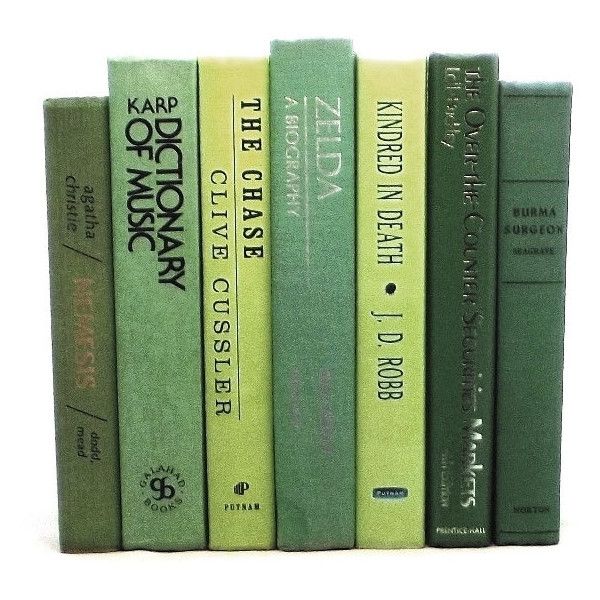 agatha
christie
NEMESIS
dodd,
mead
KARP
DICTIONARY
OF MUSIC
GALAHAD
BOOKS
gb
THE CHASE
CLIVE CUSSLER
PUTNAM
ZELDA
A BIOGRAPHY
KINDRED IN DEATH
J. D. ROBB
PUTNAM
The Over-the-Counter Securities Markets
PRENTICE-HALL
BURMA
SURGEON
SEAGRAVE
NORTON